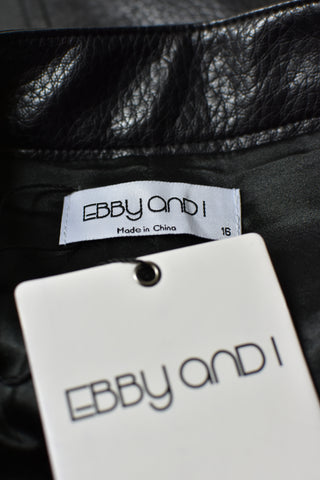 EBBY AND I
Made in China
16
EBBY AND I